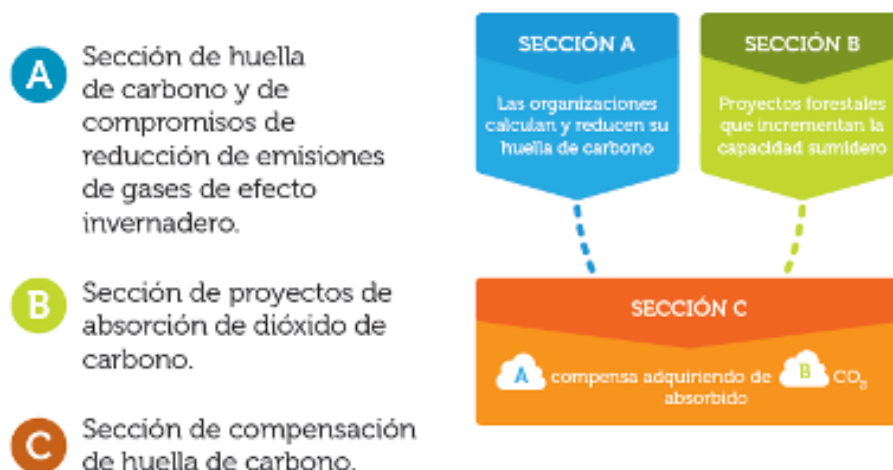 A
Sección de huella
de carbono y de
compromisos de
reducción de emisiones
de gases de efecto
invernadero.
B
Sección de proyectos de
absorción de dióxido de
carbono.
C
Sección de compensación
de huella de carbono.
SECCIÓN A
Las organizaciones
calculan y reducen su
huella de carbono
SECCIÓN B
Proyectos forestales
que incrementan la
capacidad sumidero
SECCIÓN C
A compensa adquiriendo de B CO₂
absorbido